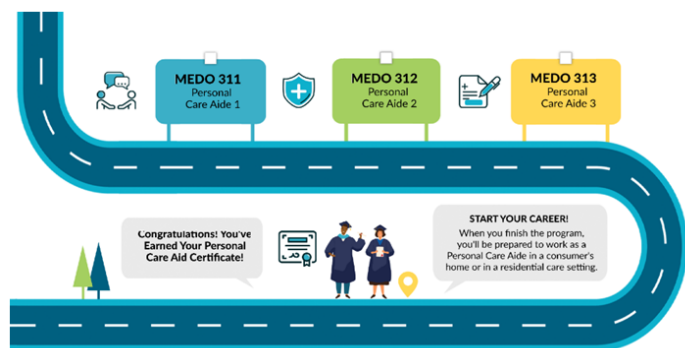 MEDO 311
Personal
Care Aide 1
MEDO 312
Personal
Care Aide 2
MEDO 313
Personal
Care Aide 3
Congratulations! You've
Earned Your Personal
Care Aid Certificate!
START YOUR CAREER!
When you finish the program,
you'll be prepared to work as a
Personal Care Aide in a consumer's
home or in a residential care setting.